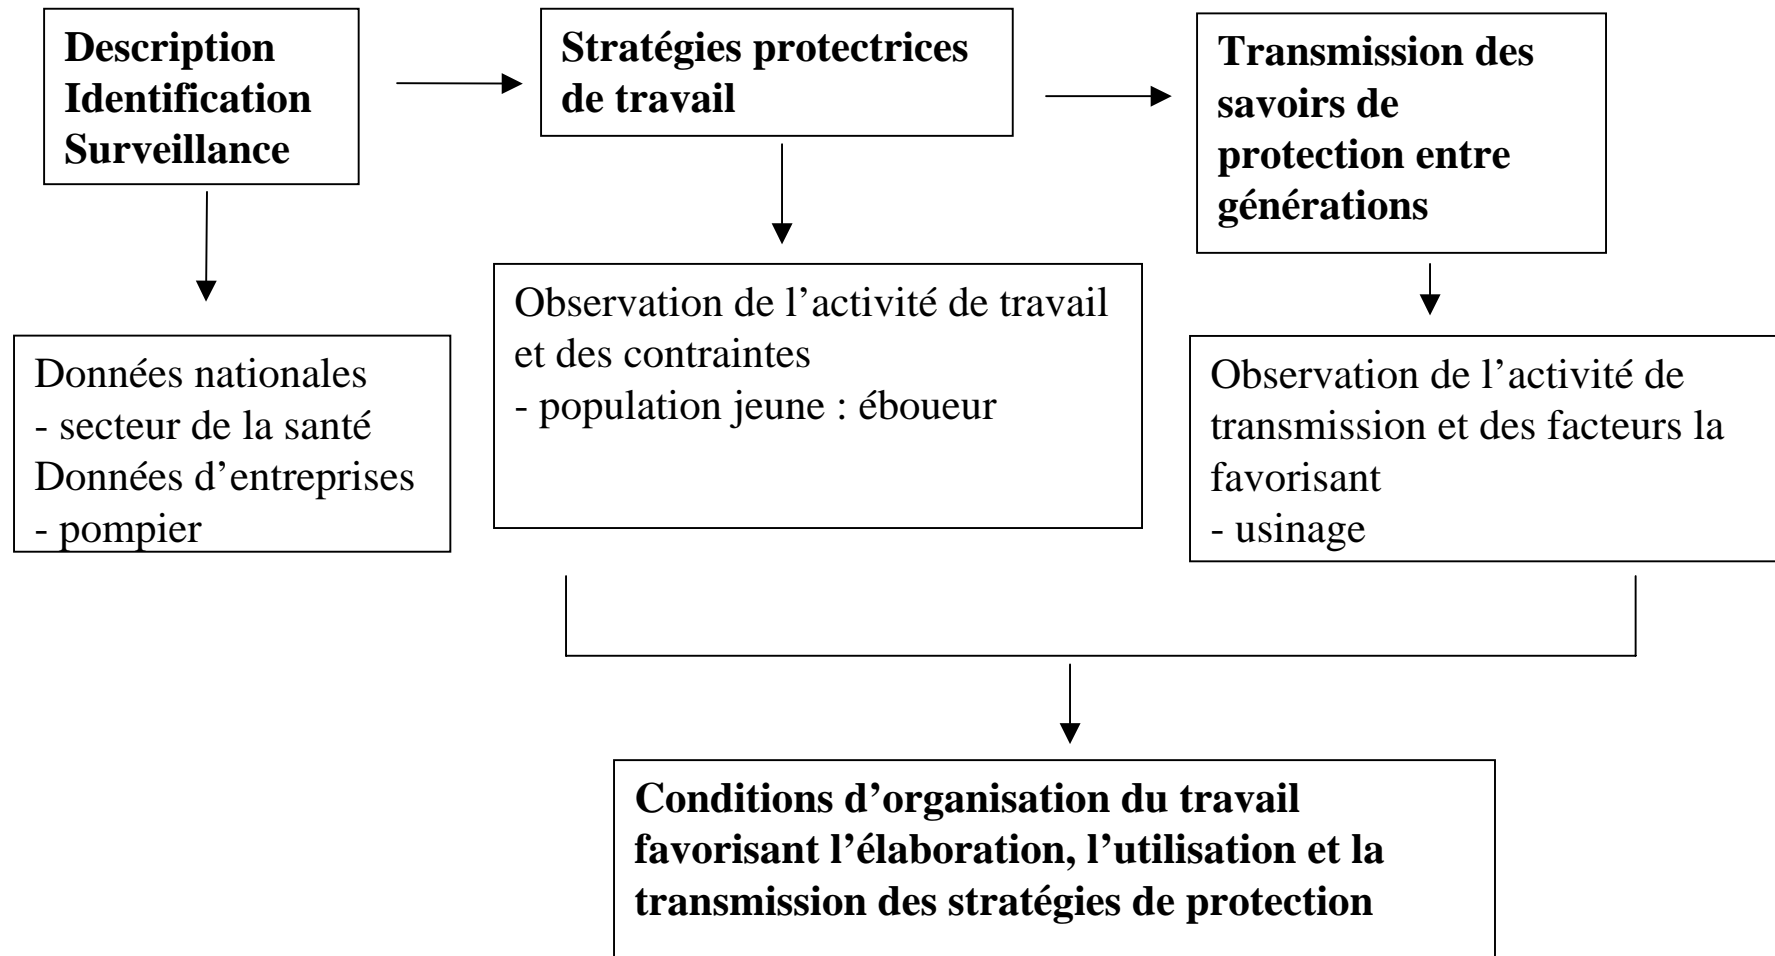 Description
Identification
Surveillance
Stratégies protectrices
de travail
Transmission des
savoirs de
protection entre
générations
Données nationales
- secteur de la santé
Données d’entreprises
- pompier
Observation de l’activité de travail
et des contraintes
- population jeune : éboueur
Observation de l’activité de
transmission et des facteurs la
favorisant
- usinage
Conditions d’organisation du travail
favorisant l’élaboration, l’utilisation et la
transmission des stratégies de protection